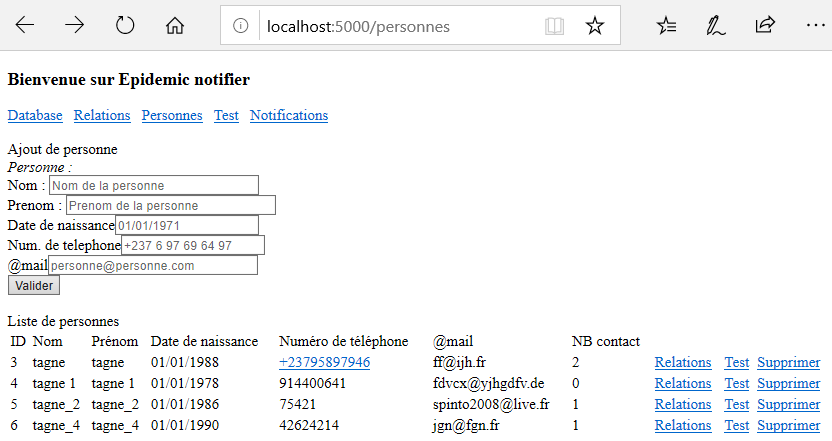 localhost:5000/personnes
Bienvenue sur Epidemic notifier
Database Relations Personnes Test Notifications
Ajout de personne
Personne :
Nom : Nom de la personne
Prenom : Prenom de la personne
Date de naissance 01/01/1971
Num. de telephone +237 6 97 69 64 97
@mail personne@personne.com
Valider
Liste de personnes
ID Nom Prénom Date de naissance Numéro de téléphone @mail NB contact
3 tagne tagne 01/01/1988 +23795897946 ff@ijh.fr 2 Relations Test Supprimer
4 tagne 1 tagne 1 01/01/1978 914400641 fdvcx@yjhgdfv.de 0 Relations Test Supprimer
5 tagne_2 tagne_2 01/01/1986 75421 spinto2008@live.fr 1 Relations Test Supprimer
6 tagne_4 tagne_4 01/01/1990 42624214 jgn@fgn.fr 1 Relations Test Supprimer